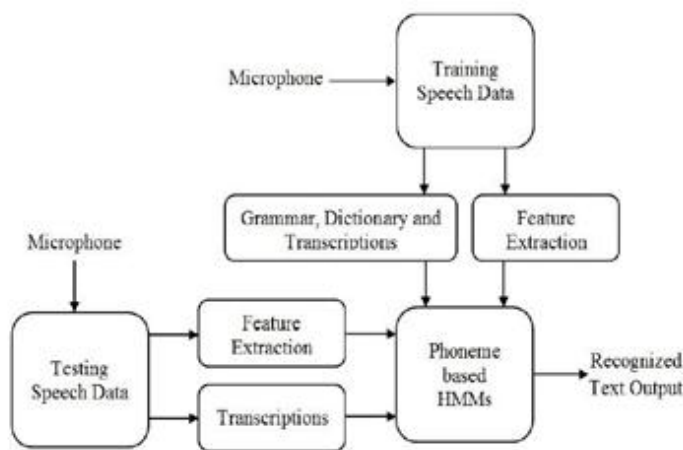 Microphone
Training
Speech Data
Grammar, Dictionary and
Transcriptions
Feature
Extraction
Microphone
Testing
Speech Data
Feature
Extraction
Transcriptions
Phoneme
based
HMMs
Recognized
Text Output